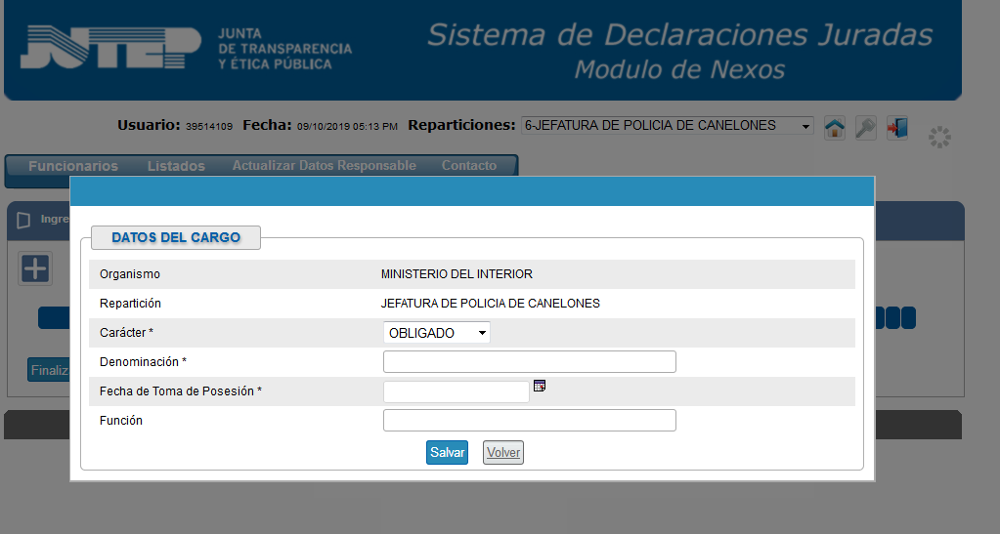 JUTEP
JUNTA
DE TRANSPARENCIA
Y ÉTICA PÚBLICA
Sistema de Declaraciones Juradas
Modulo de Nexos
Usuario: 39514109 Fecha: 09/10/2019 05:13 PM Reparticiones: 6-JEFATURA DE POLICIA DE CANELONES
Funcionarios Listados Actualizar Datos Responsable Contacto
Ingre
DATOS DEL CARGO
Organismo MINISTERIO DEL INTERIOR
Repartición JEFATURA DE POLICIA DE CANELONES
Carácter * OBLIGADO
Denominación *
Finaliz
Fecha de Toma de Posesión *
Función
Salvar Volver